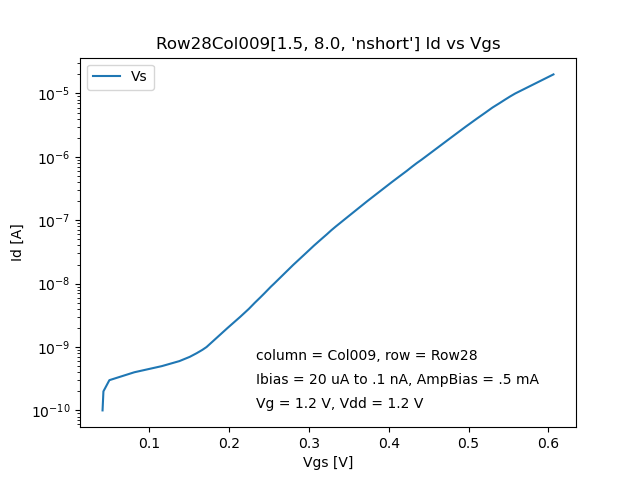 Row28Col009[1.5, 8.0, 'nshort'] Id vs Vgs
Vs
10⁻⁵
10⁻⁶
10⁻⁷
10⁻⁸
10⁻⁹
10⁻¹⁰
Id [A]
column = Col009, row = Row28
Ibias = 20 uA to .1 nA, AmpBias = .5 mA
Vg = 1.2 V, Vdd = 1.2 V
0.1 0.2 0.3 0.4 0.5 0.6
Vgs [V]